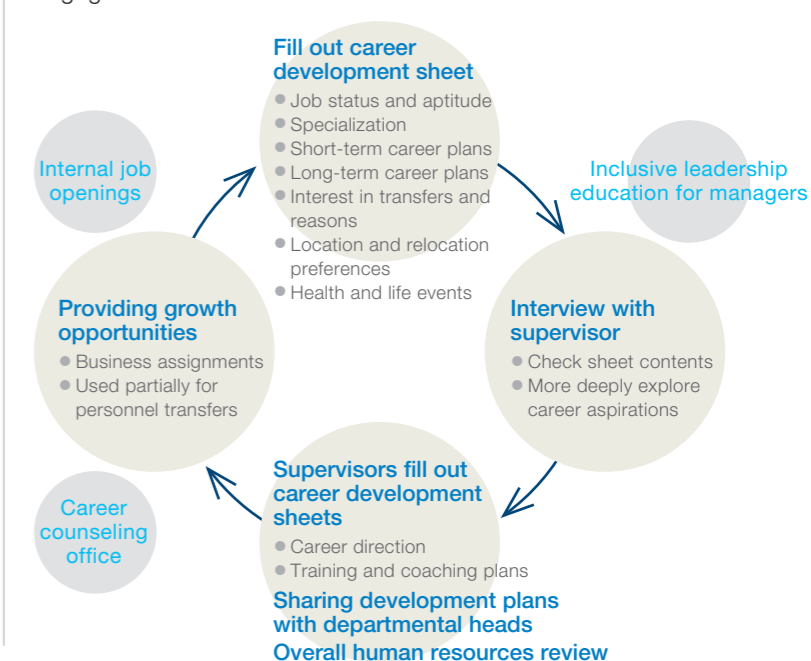 Fill out career
development sheet
• Job status and aptitude
• Specialization
• Short-term career plans
• Long-term career plans
• Interest in transfers and
reasons
• Location and relocation
preferences
• Health and life events
Inclusive leadership
education for managers
Interview with
supervisor
• Check sheet contents
• More deeply explore
career aspirations
Supervisors fill out
career development
sheets
• Career direction
• Training and coaching plans
Sharing development plans
with departmental heads
Overall human resources review
Career
counseling
office
Providing growth
opportunities
• Business assignments
• Used partially for
personnel transfers
Internal job
openings